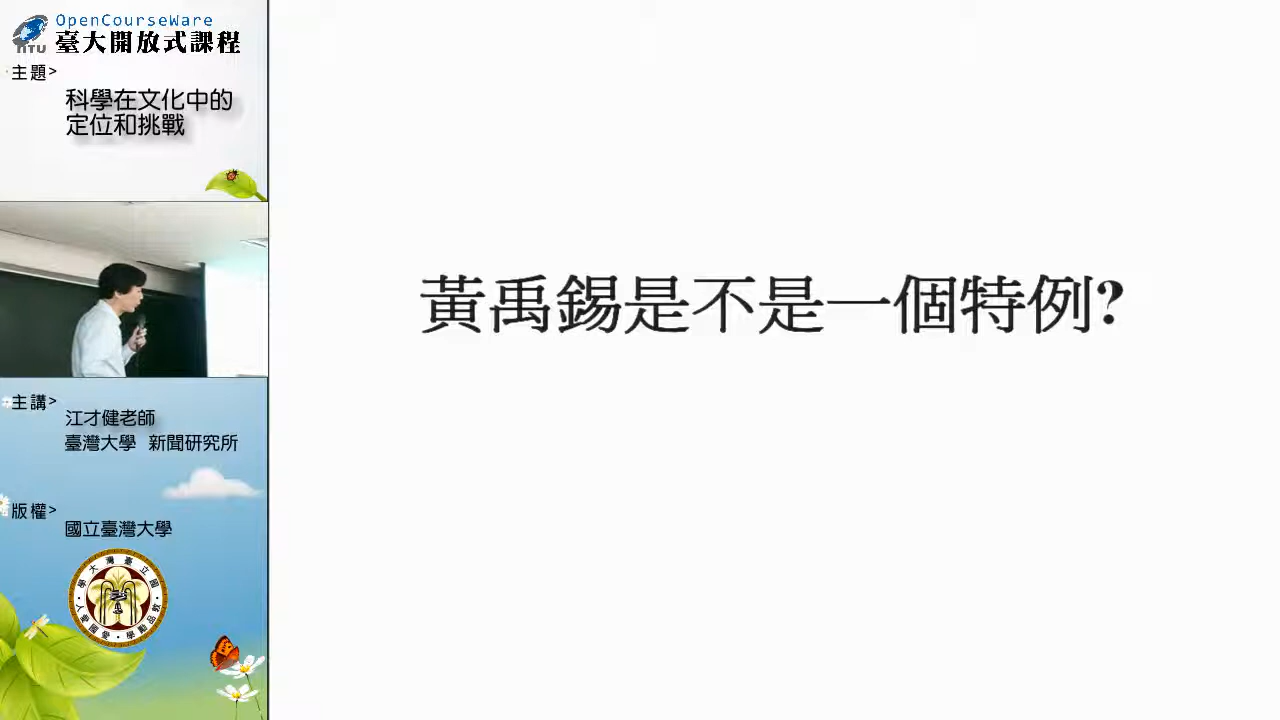 OpenCourseWare
NTU 臺大開放式課程
主題>
科學在文化中的
定位和挑戰
黃禹錫是不是一個特例?
主講>
江才健老師
臺灣大學 新聞研究所
版權>
國立臺灣大學